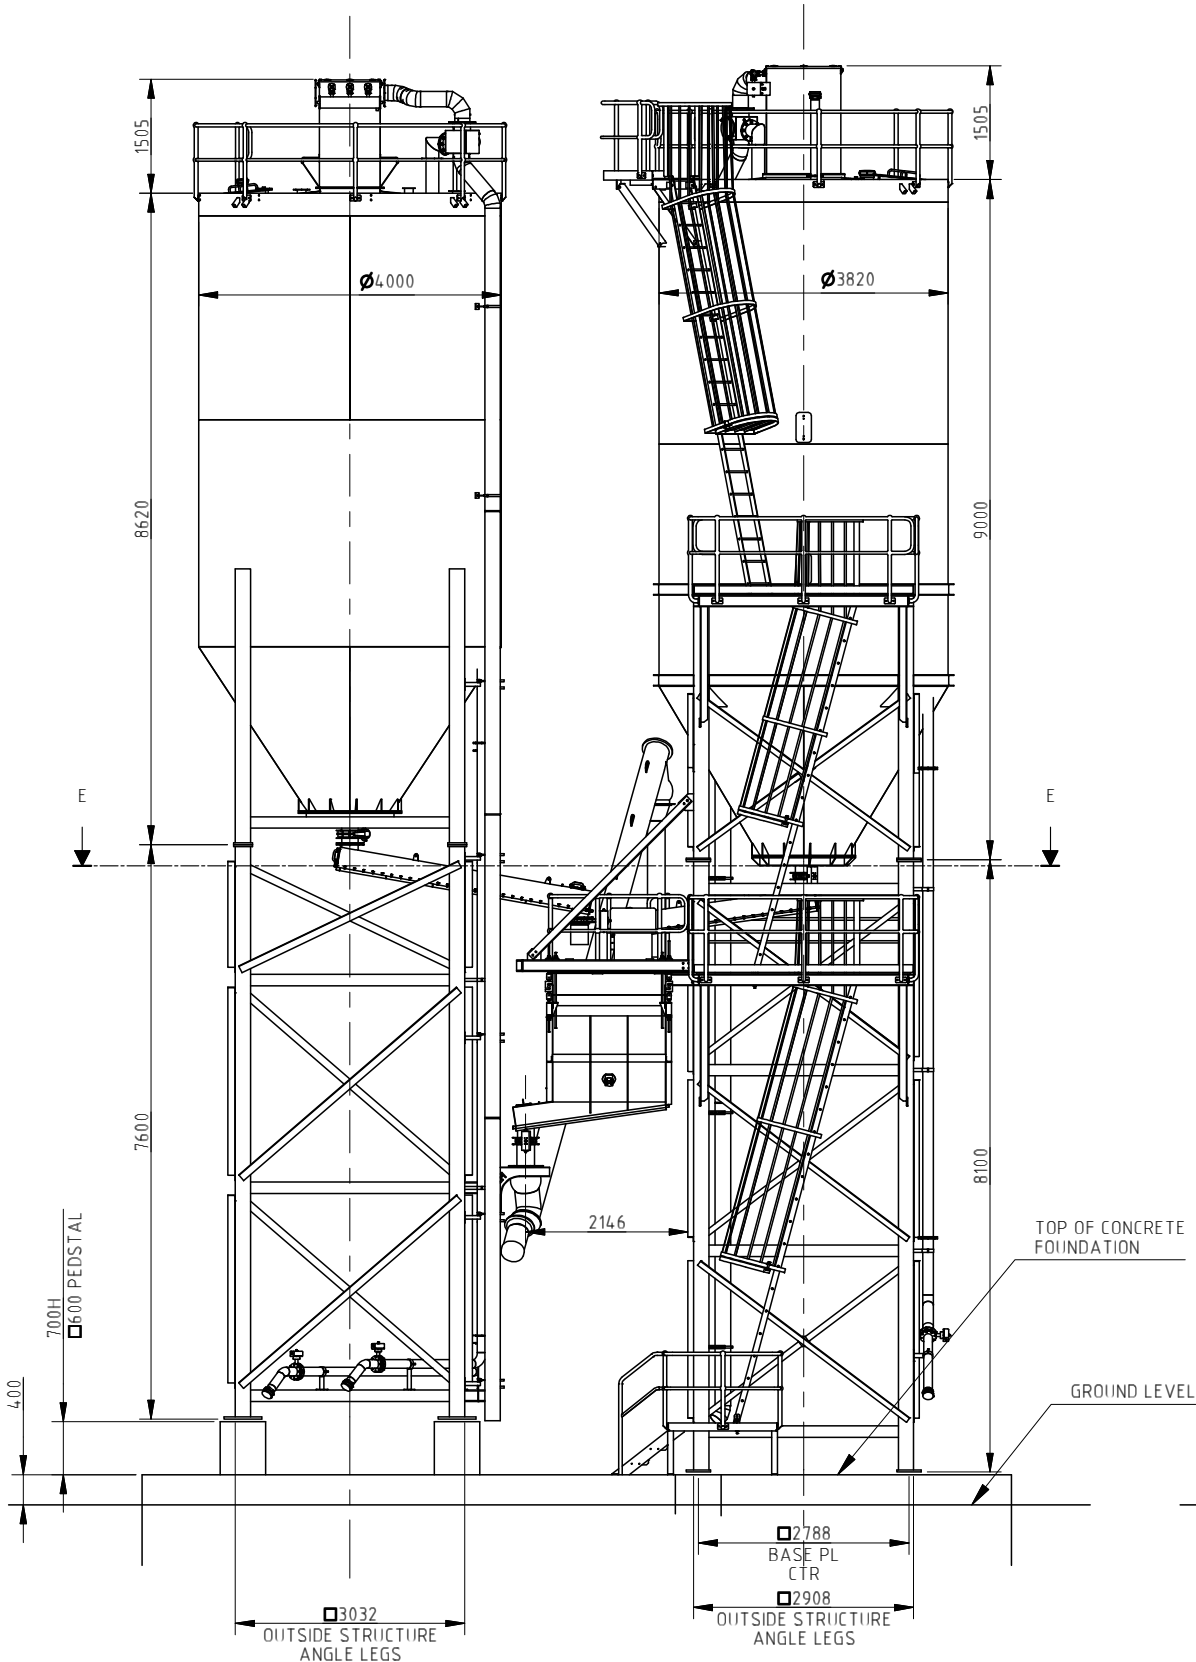 1505
1505
Ø4000
Ø3820
8620
9000
E
E
7600
8100
2146
TOP OF CONCRETE
FOUNDATION
700H
□600 PEDSTAL
400
GROUND LEVEL
□2788
BASE PL
CTR
□3032
OUTSIDE STRUCTURE
ANGLE LEGS
□2908
OUTSIDE STRUCTURE
ANGLE LEGS